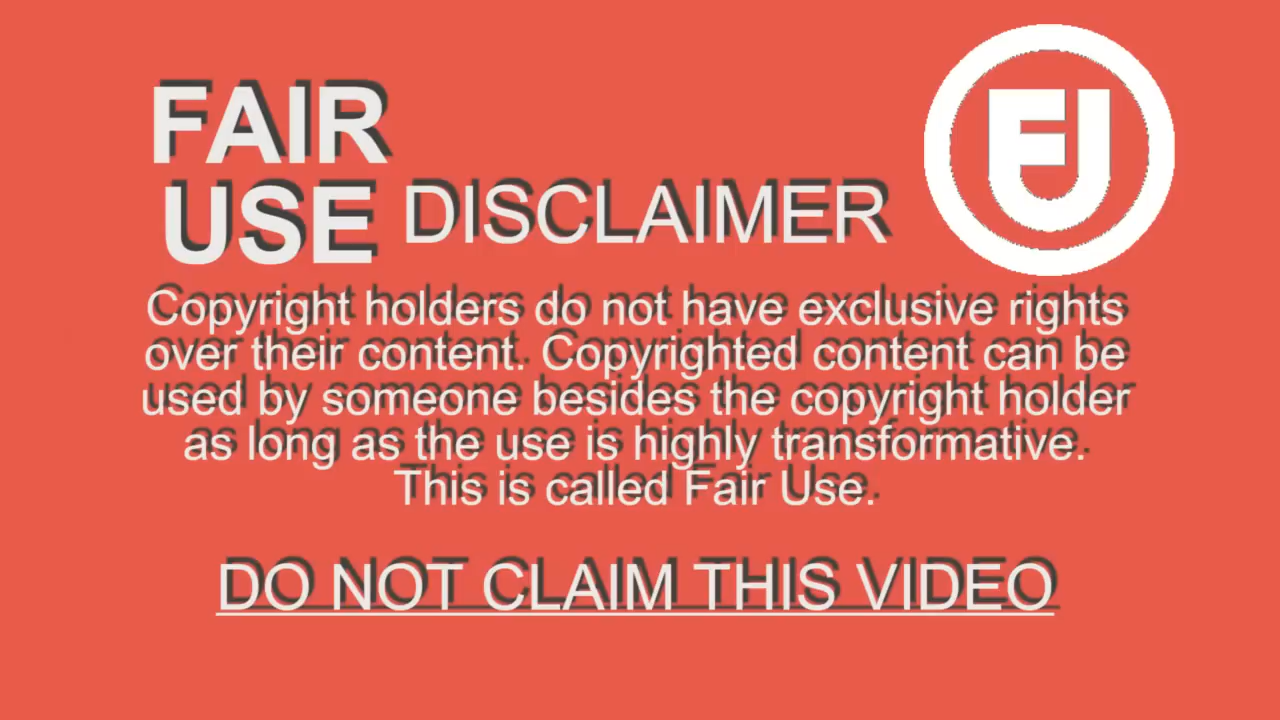 FAIR
USE DISCLAIMER
Copyright holders do not have exclusive rights
over their content. Copyrighted content can be
used by someone besides the copyright holder
as long as the use is highly transformative.
This is called Fair Use.
DO NOT CLAIM THIS VIDEO